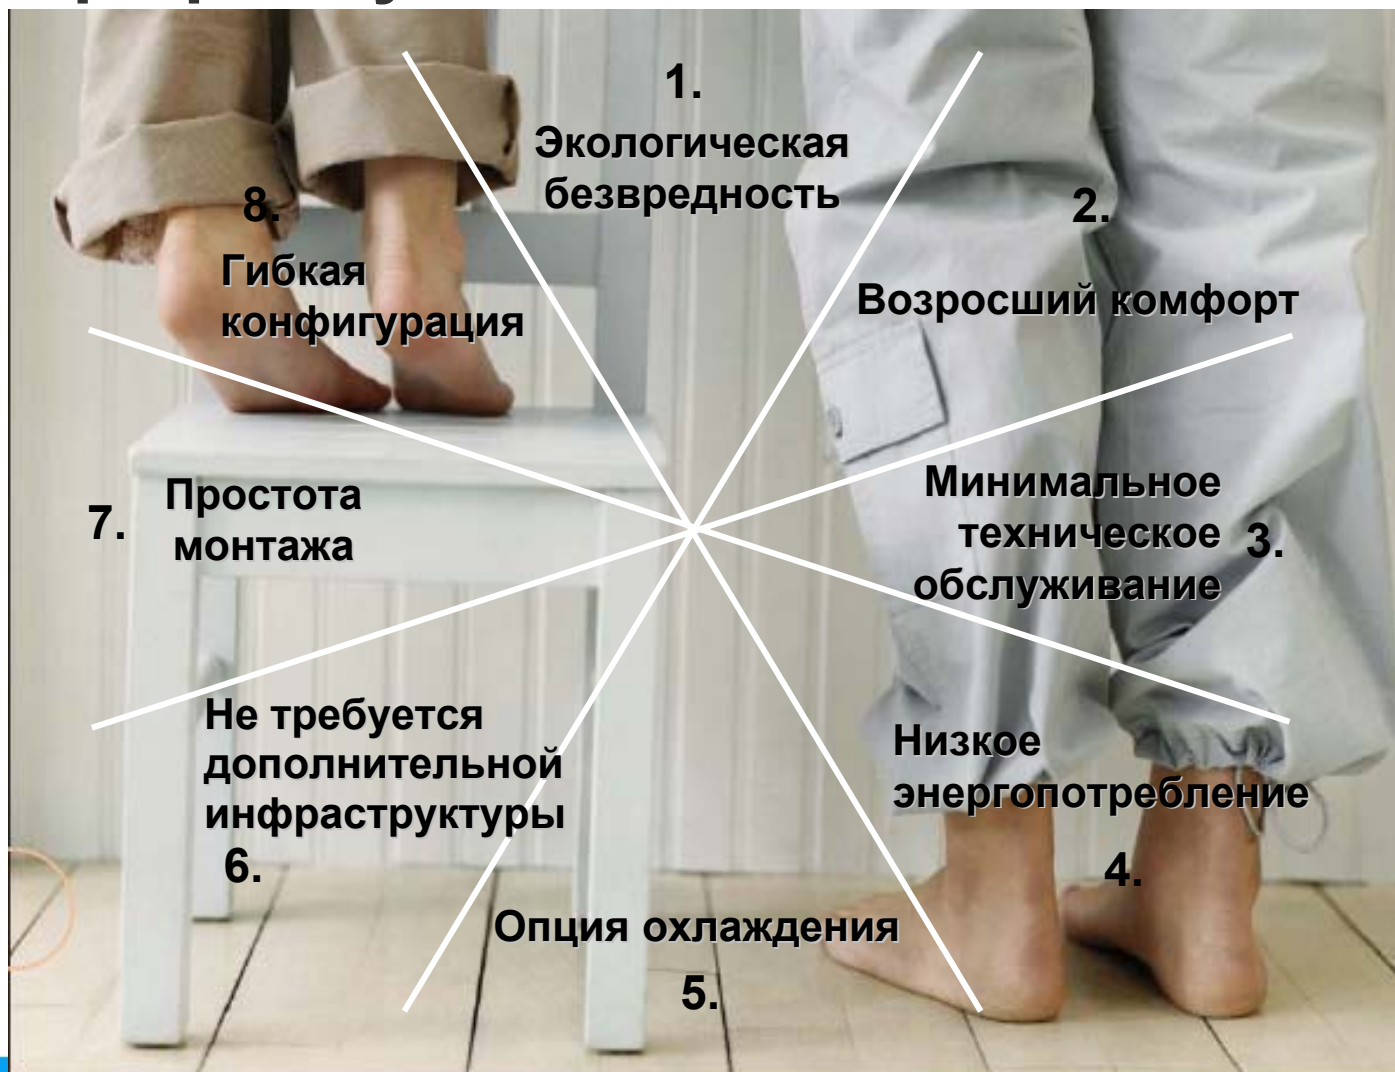 1.
Экологическая
безвредность
2.
Возросший комфорт
Минимальное
техническое
обслуживание
3.
Низкое
энергопотребление
4.
Опция охлаждения
5.
Не требуется
дополнительной
инфраструктуры
6.
7.
Простота
монтажа
8.
Гибкая
конфигурация